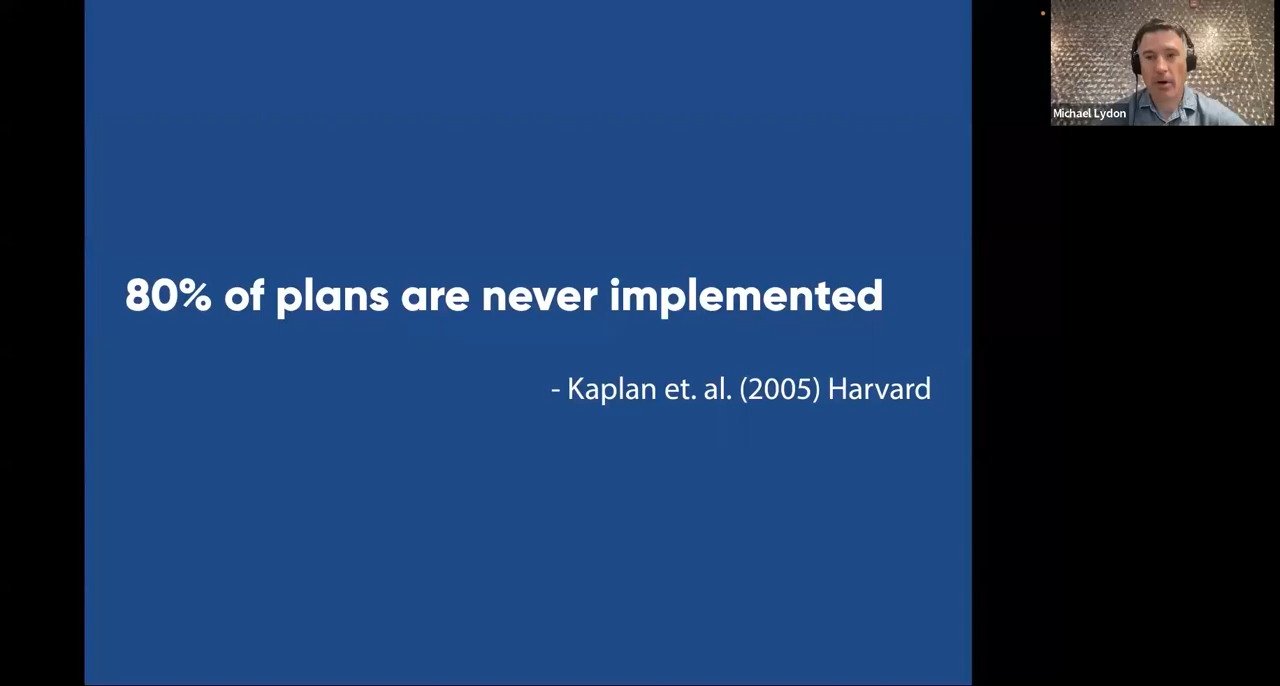 80% of plans are never implemented
- Kaplan et. al. (2005) Harvard
Michael Lydon